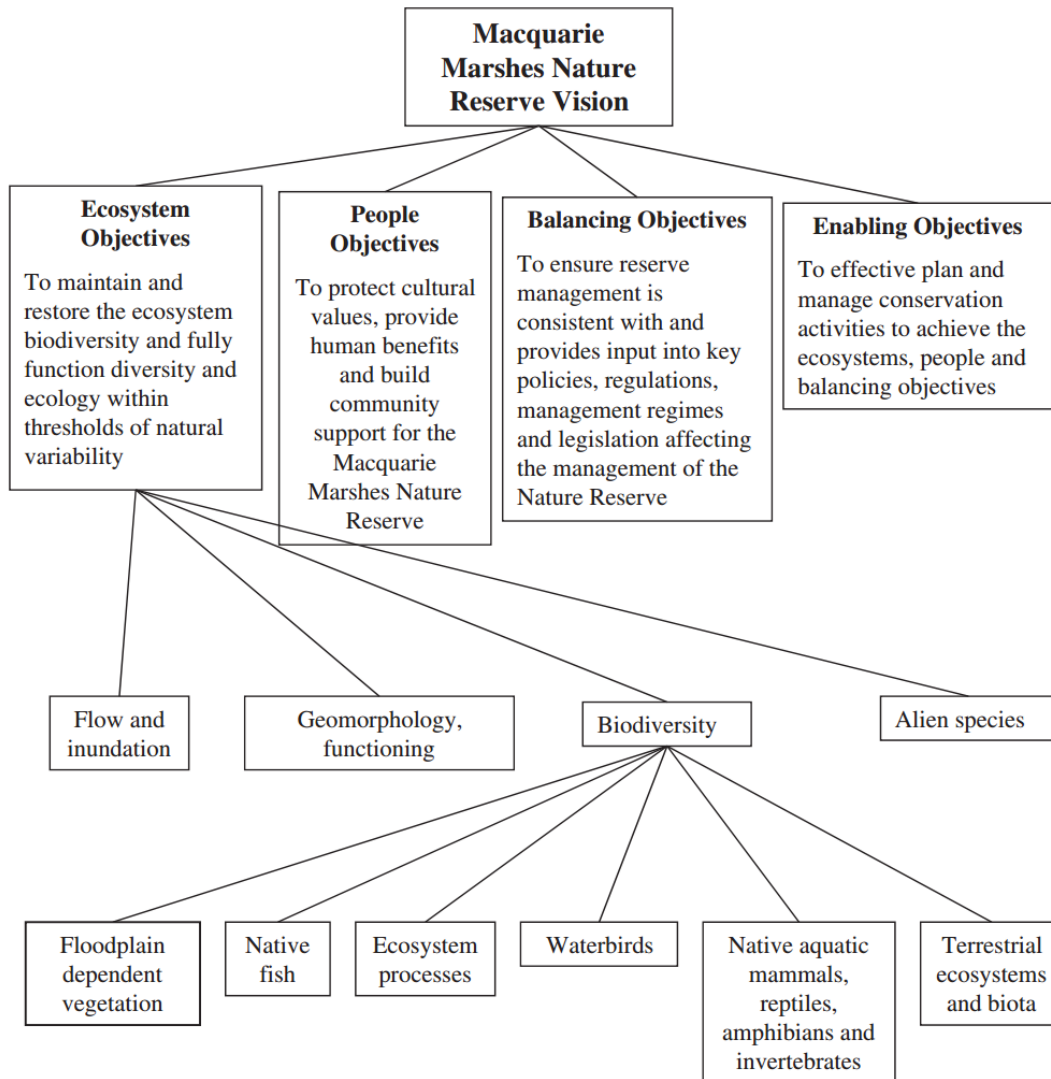 Macquarie
Marshes Nature
Reserve Vision
Ecosystem
Objectives
To maintain and
restore the ecosystem
biodiversity and fully
function diversity and
ecology within
thresholds of natural
variability
People
Objectives
To protect cultural
values, provide
human benefits
and build
community
support for the
Macquarie
Marshes Nature
Reserve
Balancing Objectives
To ensure reserve
management is
consistent with and
provides input into key
policies, regulations,
management regimes
and legislation affecting
the management of the
Nature Reserve
Enabling Objectives
To effective plan and
manage conservation
activities to achieve the
ecosystems, people and
balancing objectives
Flow and
inundation
Geomorphology,
functioning
Biodiversity
Alien species
Floodplain
dependent
vegetation
Native
fish
Ecosystem
processes
Waterbirds
Native aquatic
mammals,
reptiles,
amphibians and
invertebrates
Terrestrial
ecosystems
and biota